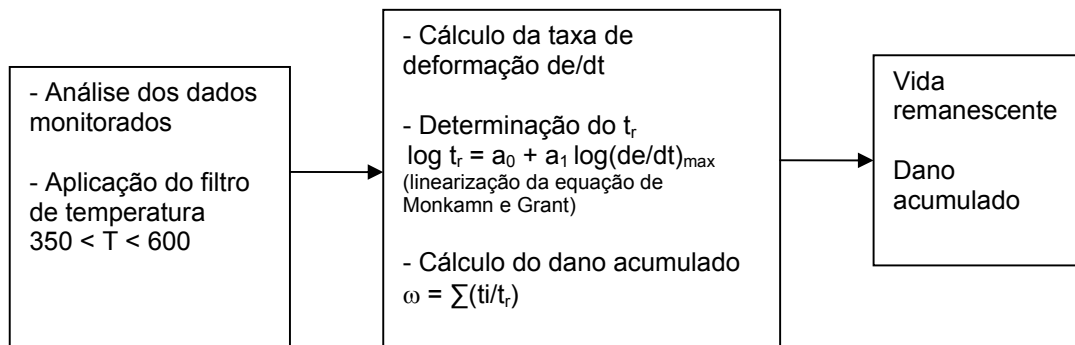 - Análise dos dados
monitorados
- Aplicação do filtro
de temperatura
350 < T < 600
- Cálculo da taxa de
deformação de/dt
- Determinação do tr
log tr = a0 + a1 log(de/dt)max
(linearização da equação de
Monkamn e Grant)
- Cálculo do dano acumulado
ω = ∑(ti/tr)
Vida
remanescente
Dano
acumulado